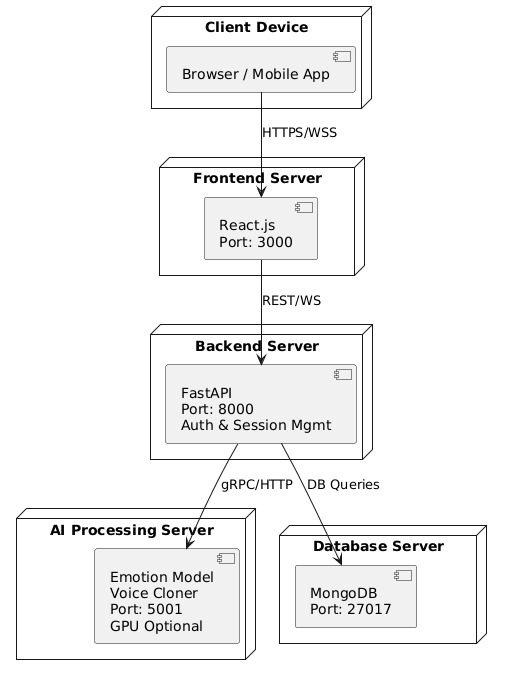 Client Device
Browser / Mobile App
HTTPS/WSS
Frontend Server
React.js
Port: 3000
REST/WS
Backend Server
FastAPI
Port: 8000
Auth & Session Mgmt
gRPC/HTTP
DB Queries
AI Processing Server
Emotion Model
Voice Cloner
Port: 5001
GPU Optional
Database Server
MongoDB
Port: 27017